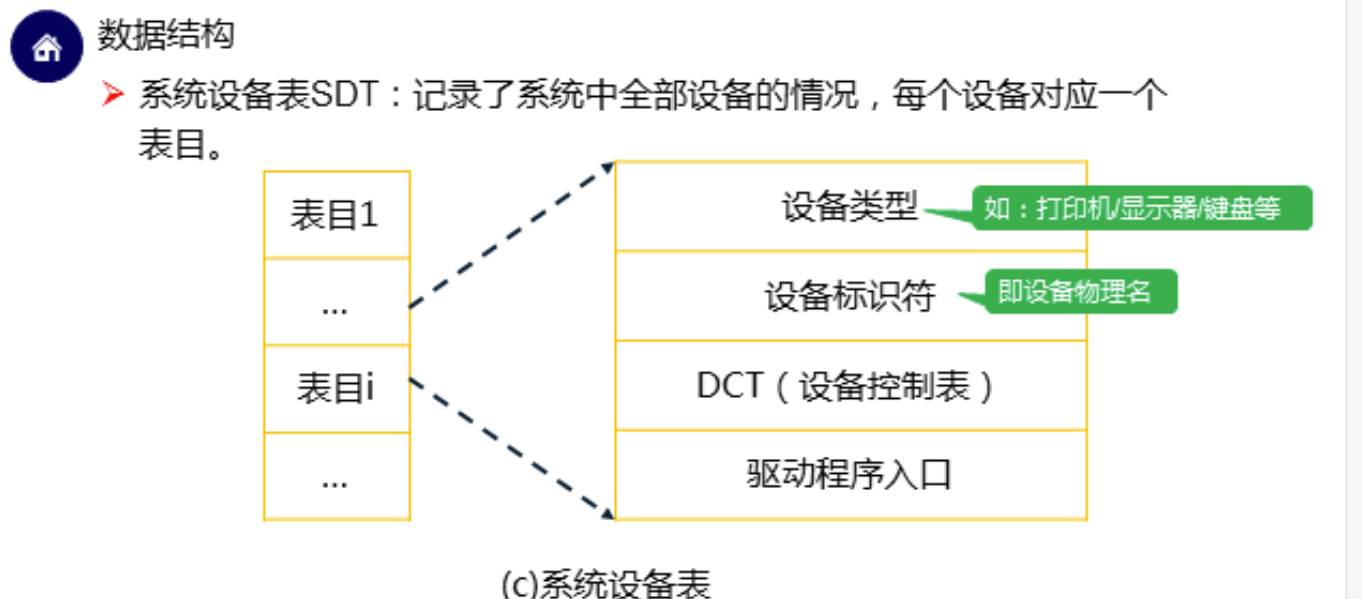 数据结构
系统设备表SDT：记录了系统中全部设备的情况，每个设备对应一个
表目。
表目1
...
表目i
...
设备类型
如：打印机/显示器/键盘等
设备标识符
即设备物理名
DCT（设备控制表）
驱动程序入口
(c)系统设备表